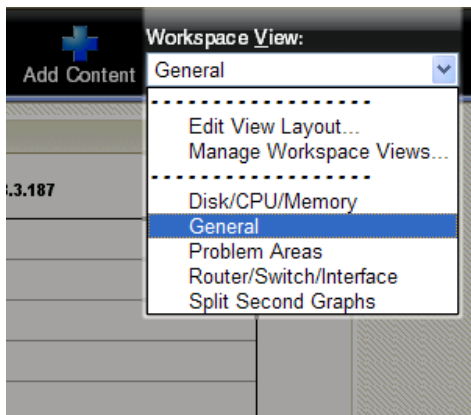 Workspace View:
Add Content
General
- - - - - - - - - - - - - - - - - -
Edit View Layout...
Manage Workspace Views...
- - - - - - - - - - - - - - - - - -
.3.187
Disk/CPU/Memory
General
Problem Areas
Router/Switch/Interface
Split Second Graphs